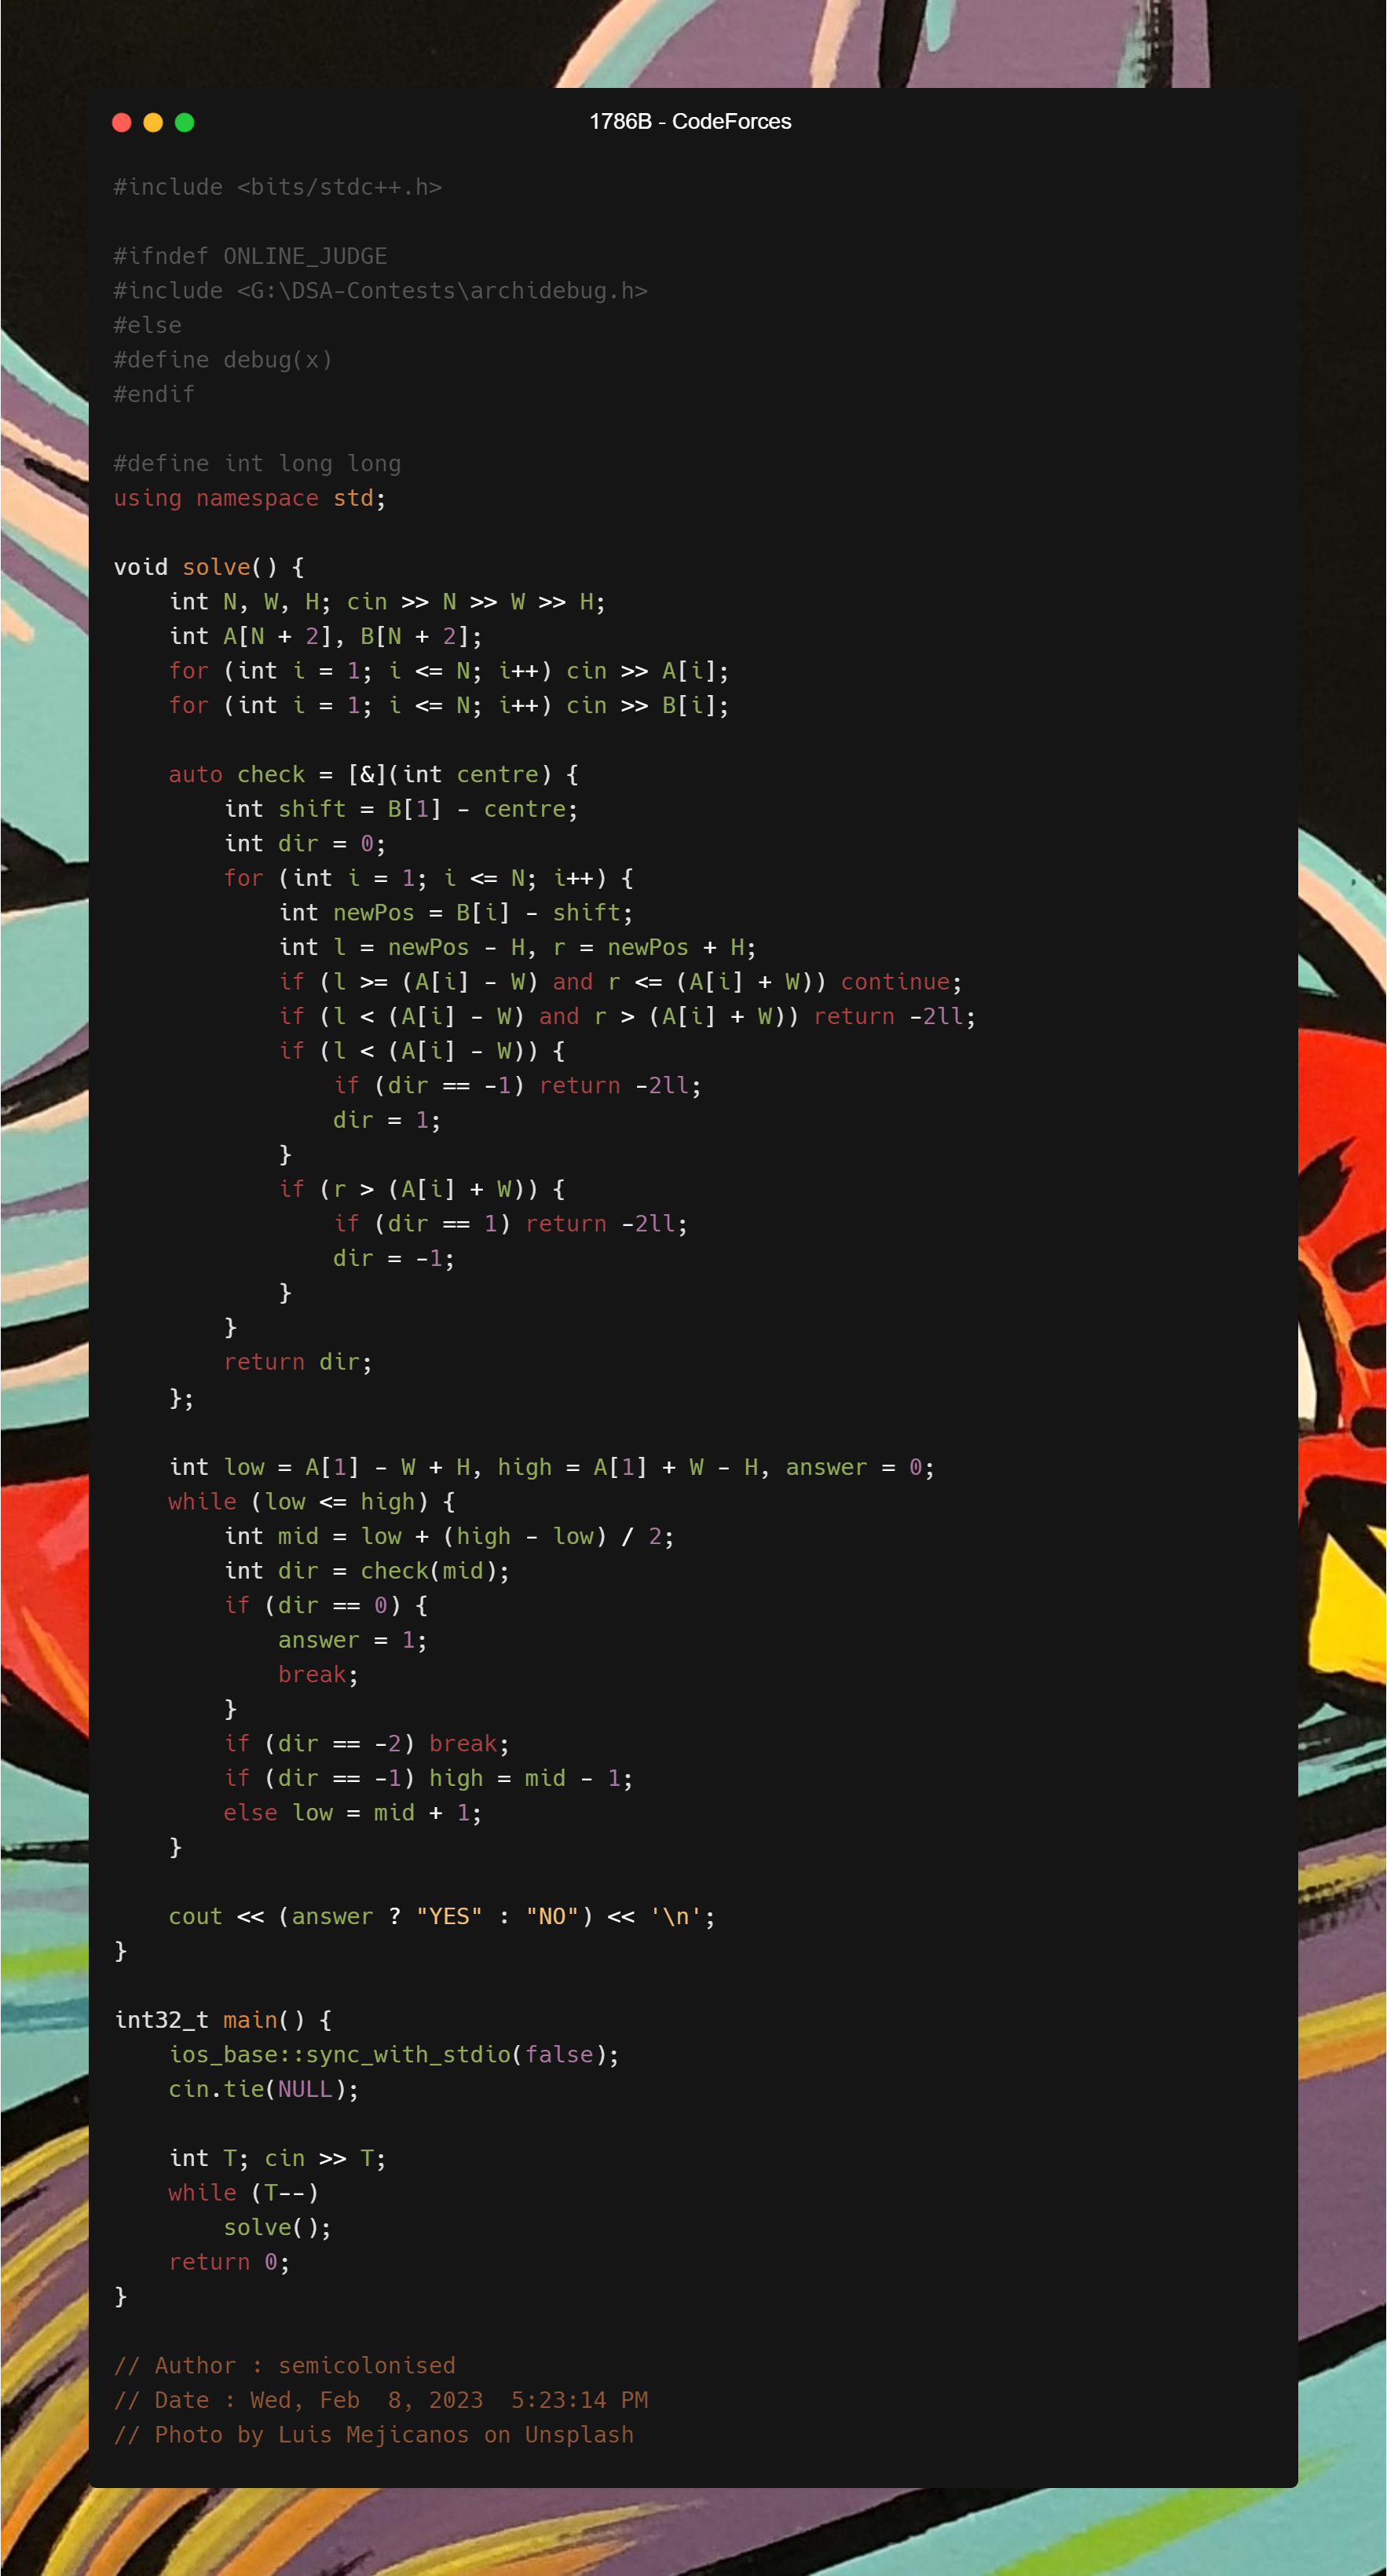 1786B - CodeForces
#include <bits/stdc++.h>
#ifndef ONLINE_JUDGE
#include <G:\DSA-Contests\archidebug.h>
#else
#define debug(x)
#endif
#define int long long
using namespace std;
void solve() {
    int N, W, H; cin >> N >> W >> H;
    int A[N + 2], B[N + 2];
    for (int i = 1; i <= N; i++) cin >> A[i];
    for (int i = 1; i <= N; i++) cin >> B[i];
    auto check = [&](int centre) {
        int shift = B[1] - centre;
        int dir = 0;
        for (int i = 1; i <= N; i++) {
            int newPos = B[i] - shift;
            int l = newPos - H, r = newPos + H;
            if (l >= (A[i] - W) and r <= (A[i] + W)) continue;
            if (l < (A[i] - W) and r > (A[i] + W)) return -2ll;
            if (l < (A[i] - W)) {
                if (dir == -1) return -2ll;
                dir = 1;
            }
            if (r > (A[i] + W)) {
                if (dir == 1) return -2ll;
                dir = -1;
            }
        }
        return dir;
    };
    int low = A[1] - W + H, high = A[1] + W - H, answer = 0;
    while (low <= high) {
        int mid = low + (high - low) / 2;
        int dir = check(mid);
        if (dir == 0) {
            answer = 1;
            break;
        }
        if (dir == -2) break;
        if (dir == -1) high = mid - 1;
        else low = mid + 1;
    }
    cout << (answer ? "YES" : "NO") << '\n';
}
int32_t main() {
    ios_base::sync_with_stdio(false);
    cin.tie(NULL);
    int T; cin >> T;
    while (T--)
        solve();
    return 0;
}
// Author : semicolonised
// Date : Wed, Feb  8, 2023  5:23:14 PM
// Photo by Luis Mejicanos on Unsplash